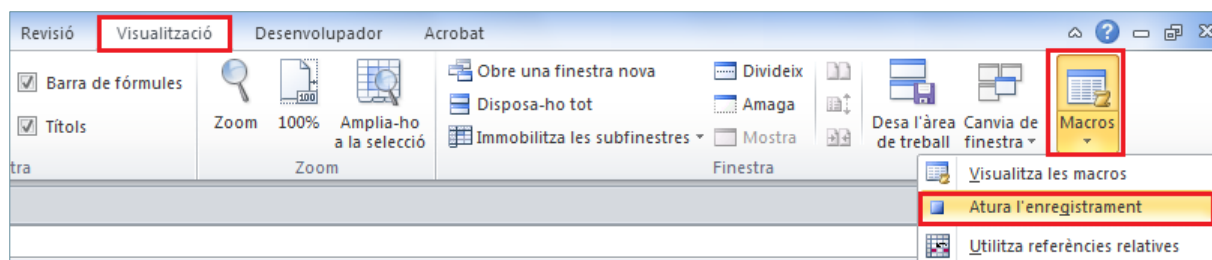 Revisió Visualització Desenvolupador Acrobat
Barra de fórmules
Títols
tra
Zoom
100
100%
Amplia-ho
a la selecció
Zoom
Obre una finestra nova
Disposa-ho tot
Immobilitza les subfinestres
Divideix
Amaga
Mostra
Desa l'àrea
de treball
Canvia de
finestra
Finestra
Macros
Visualitza les macros
Atura l'enregistrament
Utilitza referències relatives